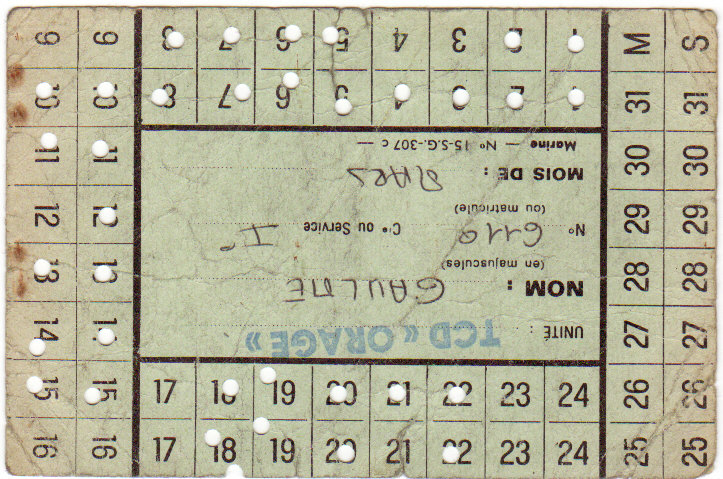 1 2 3 4 5 6 7 8
1 2 3 4 5 6 7 8
9 10 11 12 13 14 15 16
9 10 11 12 13 14 15 16
UNITÉ : TCD « ORAGE »
NOM : GAULME
(en majuscules)
N° Cie ou Service
(ou matricule)
MOIS DE : MARS
Marine — N° 15-S.G.-307 c —
17 18 19 20 21 22 23 24
17 18 19 20 21 22 23 24
25 26 27 28 29 30 31 M
25 26 27 28 29 30 31 S